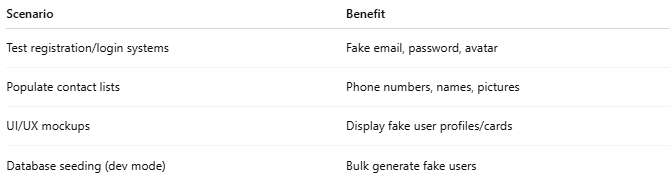 Scenario Benefit
Test registration/login systems Fake email, password, avatar
Populate contact lists Phone numbers, names, pictures
UI/UX mockups Display fake user profiles/cards
Database seeding (dev mode) Bulk generate fake users